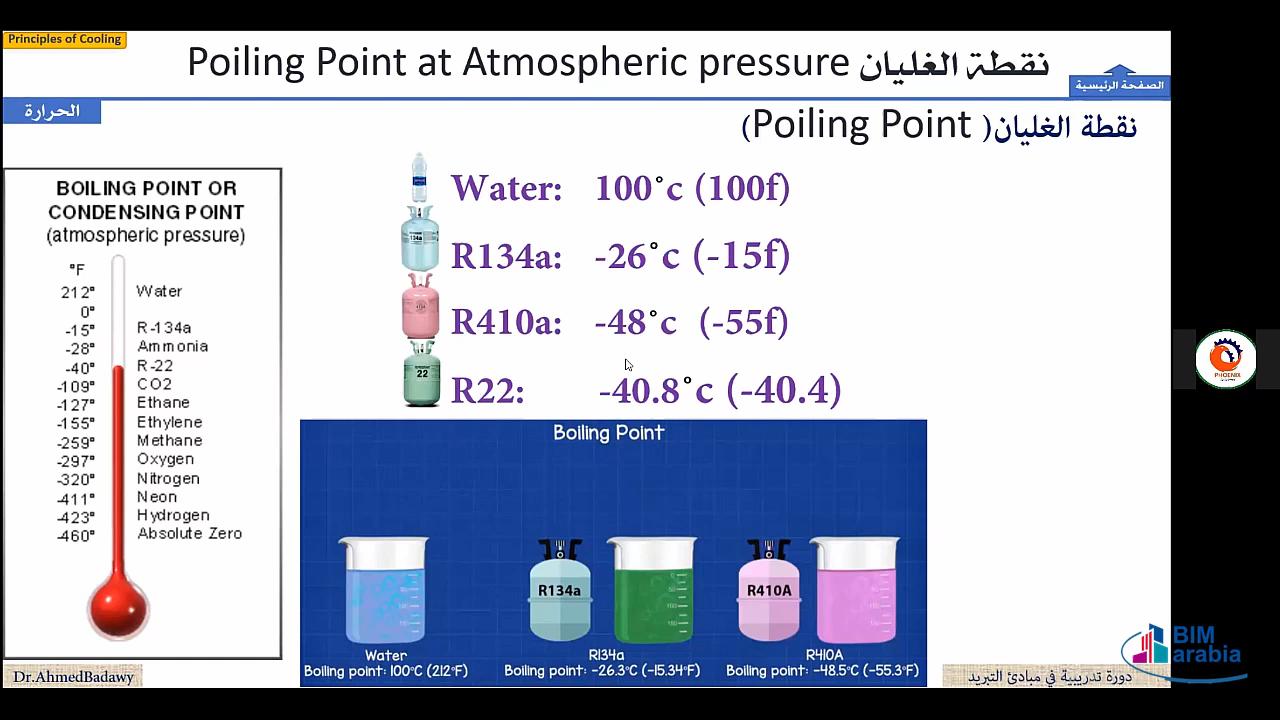 Principles of Cooling
Poiling Point at Atmospheric pressure نقطة الغليان
الصفحة الرئيسية
الحرارة
نقطة الغليان( Poiling Point)
BOILING POINT OR
CONDENSING POINT
(atmospheric pressure)
°F
212° Water
0°
-15° R-134a
-28° Ammonia
-40° R-22
-109° CO2
-127° Ethane
-155° Ethylene
-259° Methane
-297° Oxygen
-320° Nitrogen
-411° Neon
-423° Hydrogen
-460° Absolute Zero
Water: 100°c (100f)
R134a: -26°c (-15f)
R410a: -48°c (-55f)
22
R22: -40.8°c (-40.4)
Boiling Point
R134a
R410A
Water
Boiling point: 100°C (212°F)
R134a
Boiling point: -26.3°C (-15.34°F)
R410A
Boiling point: -48.5°C (-55.3°F)
PHOENIX
BIM
arabia
Dr.AhmedBadawy
دورة تدريبية في مبادئ التبريد